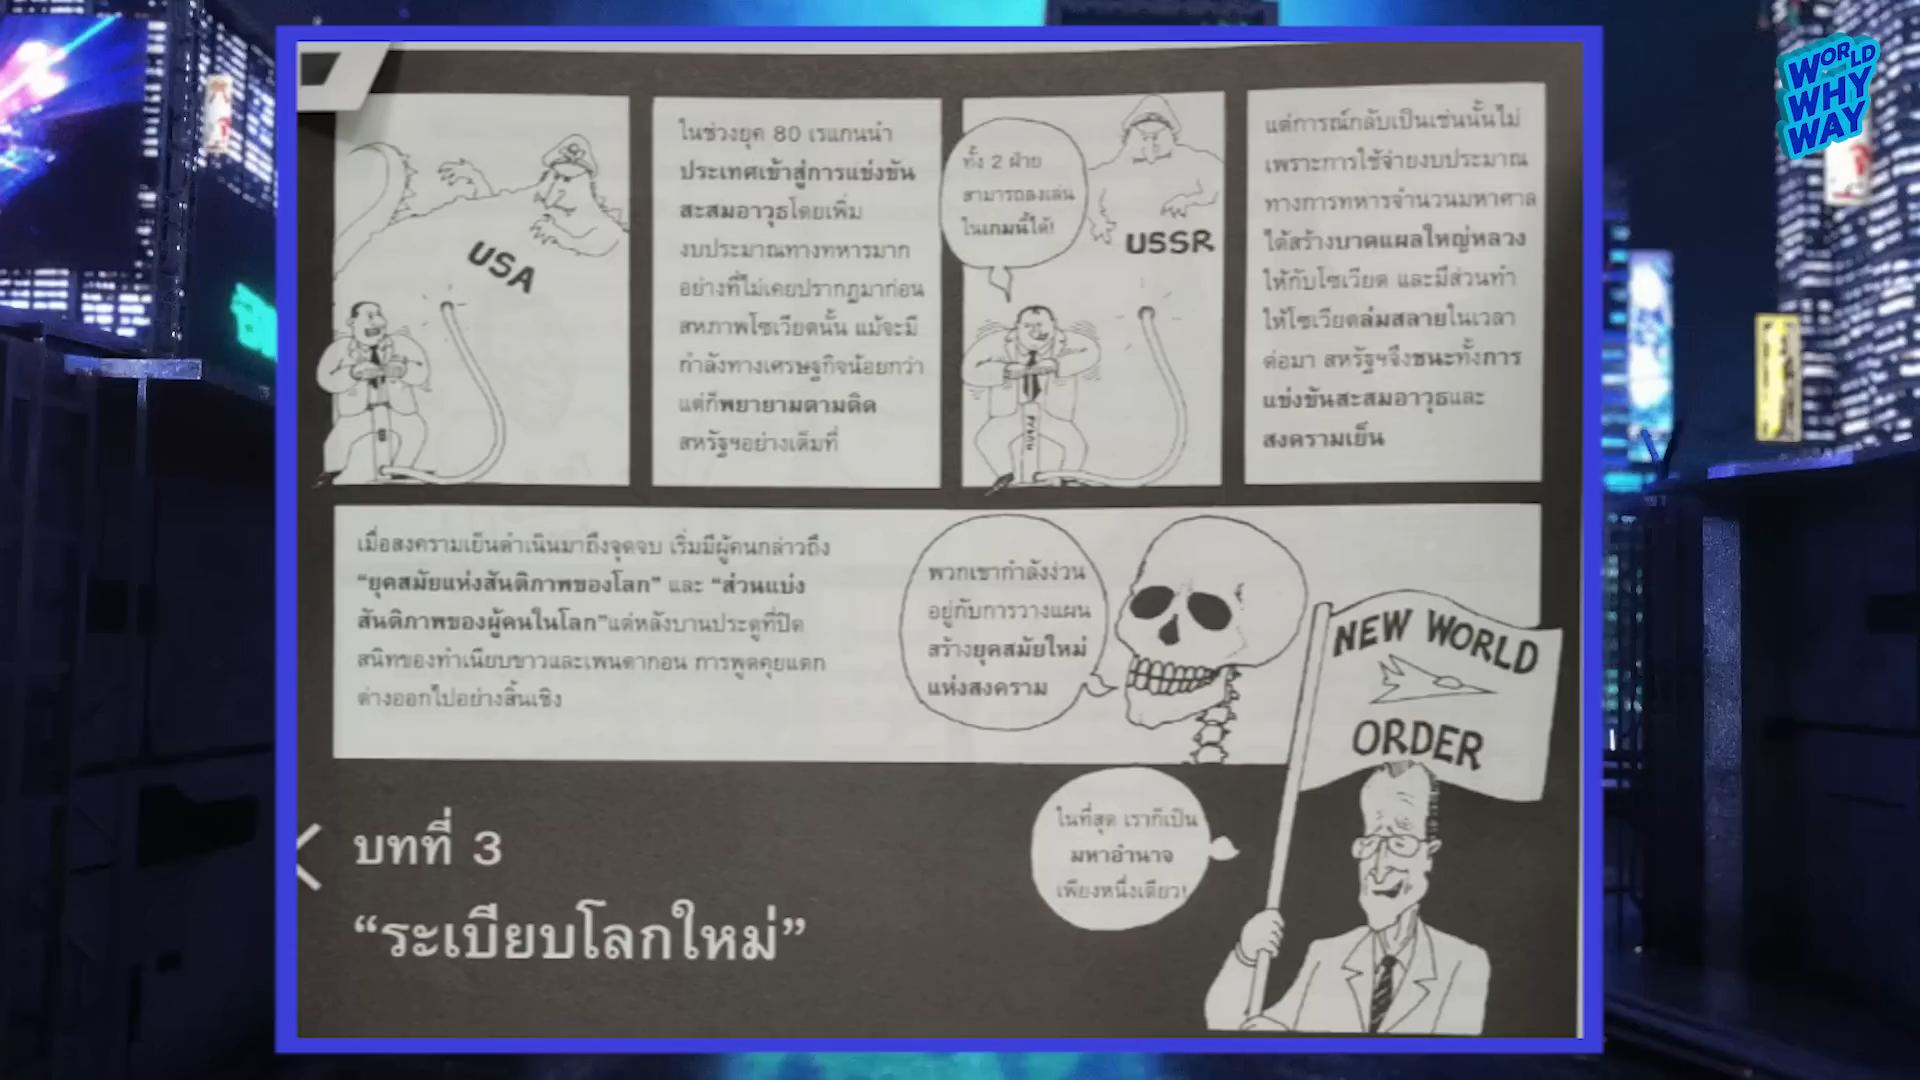 WORLD
WHY
WAY
USA
ในช่วงยุค 80 เรแกนนำ
ประเทศเข้าสู่การแข่งขัน
สะสมอาวุธโดยเพิ่ม
งบประมาณทางทหารมาก
อย่างที่ไม่เคยปรากฏมาก่อน
สหภาพโซเวียตนั้น แม้จะมี
กำลังทางเศรษฐกิจน้อยกว่า
แต่ก็พยายามตามติด
สหรัฐฯอย่างเต็มที่
ทั้ง 2 ฝ่าย
สามารถลงเล่น
ในเกมนี้ได้!
USSR
แต่การณ์กลับเป็นเช่นนั้นไม่
เพราะการใช้จ่ายงบประมาณ
ทางการทหารจำนวนมหาศาล
ได้สร้างบาดแผลใหญ่หลวง
ให้กับโซเวียต และมีส่วนทำ
ให้โซเวียตล่มสลายในเวลา
ต่อมา สหรัฐฯจึงชนะทั้งการ
แข่งขันสะสมอาวุธและ
สงครามเย็น
เมื่อสงครามเย็นดำเนินมาถึงจุดจบ เริ่มมีผู้คนกล่าวถึง
“ยุคสมัยแห่งสันติภาพของโลก” และ “ส่วนแบ่ง
สันติภาพของผู้คนในโลก”แต่หลังบานประตูที่ปิด
สนิทของทำเนียบขาวและเพนตากอน การพูดคุยแตก
ต่างออกไปอย่างสิ้นเชิง
พวกเขากำลังง่วน
อยู่กับการวางแผน
สร้างยุคสมัยใหม่
แห่งสงคราม
NEW WORLD
ORDER
ในที่สุด เราก็เป็น
มหาอำนาจ
เพียงหนึ่งเดียว!
บทที่ 3
“ระเบียบโลกใหม่”